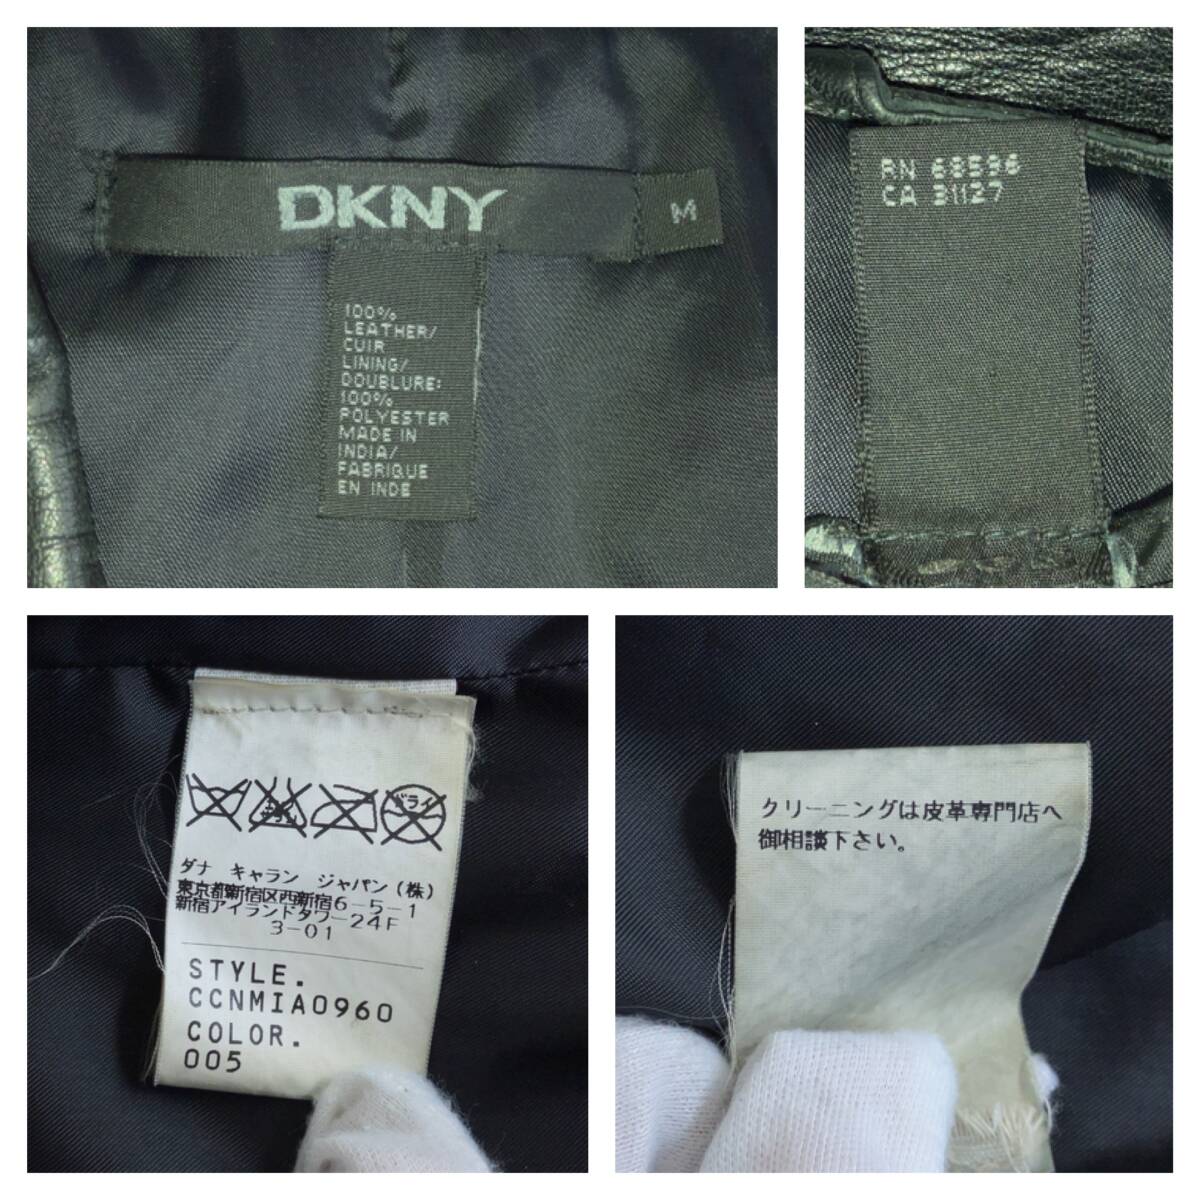 DKNY
M
100%
LEATHER/
CUIR
LINING/
DOUBLURE:
100%
POLYESTER
MADE IN
INDIA/
FABRIQUE
EN INDE
RN 68596
CA 31127
ドライ
ダナ キャラン ジャパン(株)
東京都新宿区西新宿6-5-1
新宿アイランドタワー24F
3-01
STYLE.
CCNMIA0960
COLOR.
005
クリーニングは皮革専門店へ
御相談下さい。